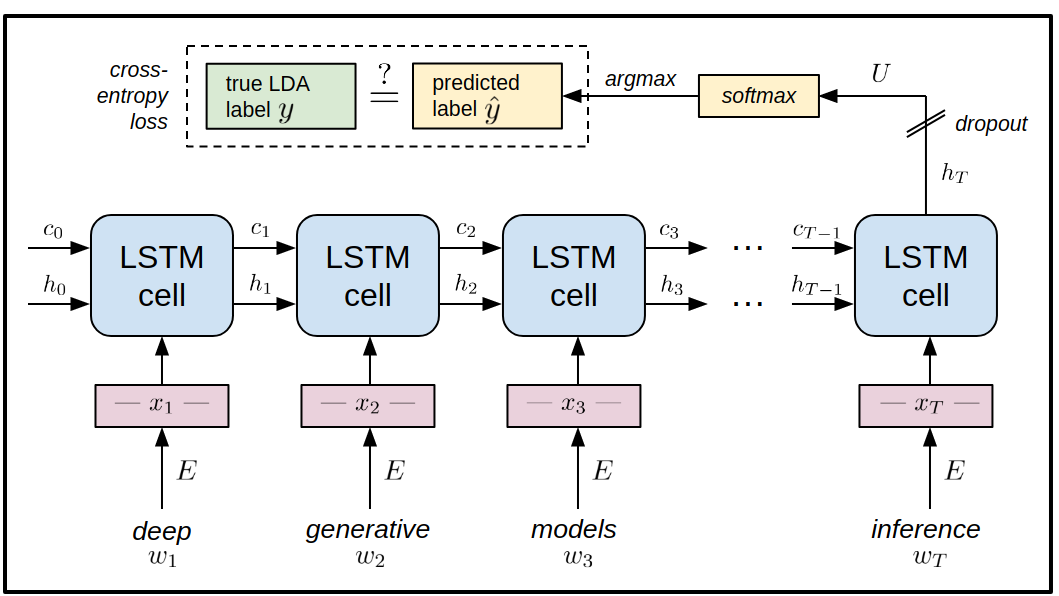 cross-
entropy
loss
true LDA
label y
?
=
predicted
label ŷ
argmax
softmax
U
dropout
h_T
c_0
LSTM
cell
c_1
LSTM
cell
c_2
LSTM
cell
c_3
...
c_{T−1}
LSTM
cell
h_0
h_1
h_2
h_3
...
h_{T−1}
— x_1 —
— x_2 —
— x_3 —
— x_T —
E
E
E
E
deep
w_1
generative
w_2
models
w_3
inference
w_T